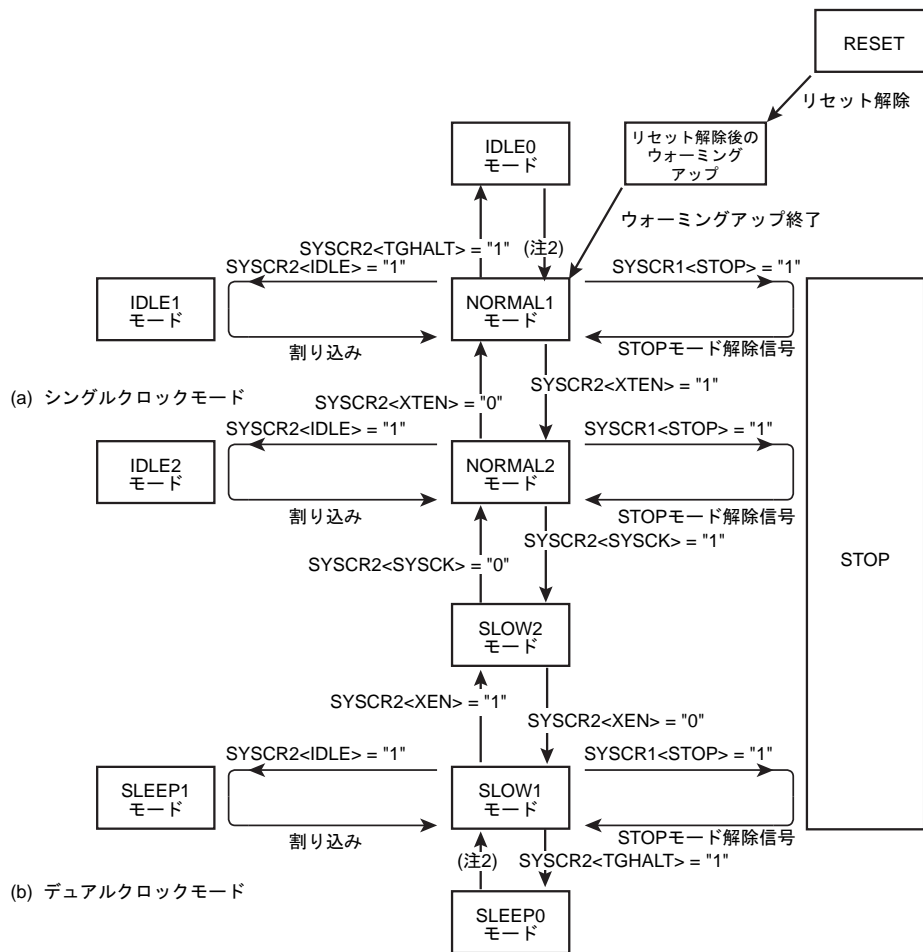 RESET
リセット解除
IDLE0
モード
リセット解除後の
ウォーミング
アップ
ウォーミングアップ終了
SYSCR2<TGHALT> = "1"
(注2)
SYSCR2<IDLE> = "1"
SYSCR1<STOP> = "1"
IDLE1
モード
NORMAL1
モード
割り込み
STOPモード解除信号
(a) シングルクロックモード
SYSCR2<XTEN> = "0"
SYSCR2<XTEN> = "1"
SYSCR2<IDLE> = "1"
SYSCR1<STOP> = "1"
IDLE2
モード
NORMAL2
モード
割り込み
STOPモード解除信号
SYSCR2<SYSCK> = "0"
SYSCR2<SYSCK> = "1"
STOP
SLOW2
モード
SYSCR2<XEN> = "1"
SYSCR2<XEN> = "0"
SYSCR2<IDLE> = "1"
SYSCR1<STOP> = "1"
SLEEP1
モード
SLOW1
モード
割り込み
STOPモード解除信号
(注2)
SYSCR2<TGHALT> = "1"
(b) デュアルクロックモード
SLEEP0
モード